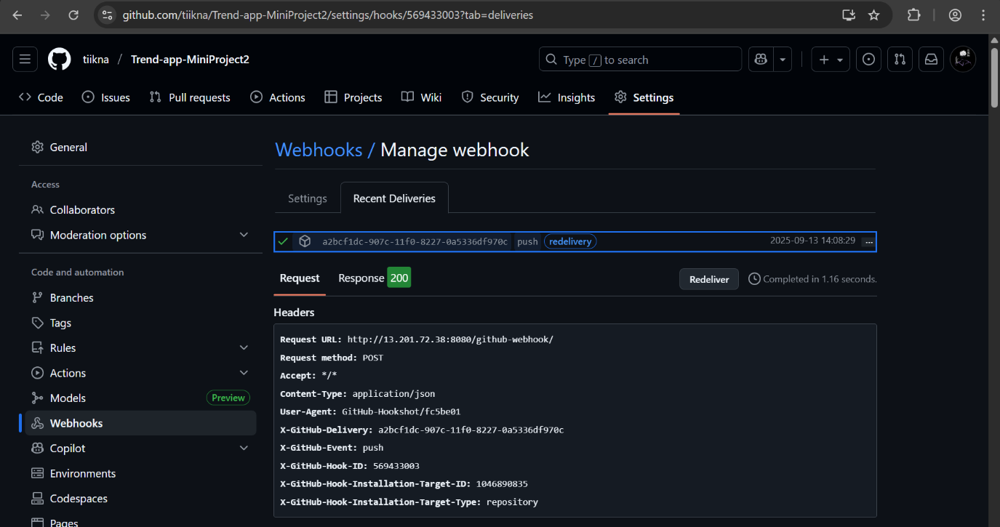 github.com/tiikna/Trend-app-MiniProject2/settings/hooks/569433003?tab=deliveries
tiikna / Trend-app-MiniProject2
Type / to search
Code Issues Pull requests Actions Projects Wiki Security Insights Settings
General
Access
Collaborators
Moderation options
Code and automation
Branches
Tags
Rules
Actions
Models Preview
Webhooks
Copilot
Environments
Codespaces
Pages
Webhooks / Manage webhook
Settings Recent Deliveries
a2bcf1dc-907c-11f0-8227-0a5336df970c push redelivery 2025-09-13 14:08:29 ...
Request Response 200 Redeliver Completed in 1.16 seconds.
Headers
Request URL: http://13.201.72.38:8080/github-webhook/
Request method: POST
Accept: */*
Content-Type: application/json
User-Agent: GitHub-Hookshot/fc5be01
X-GitHub-Delivery: a2bcf1dc-907c-11f0-8227-0a5336df970c
X-GitHub-Event: push
X-GitHub-Hook-ID: 569433003
X-GitHub-Hook-Installation-Target-ID: 1046890835
X-GitHub-Hook-Installation-Target-Type: repository